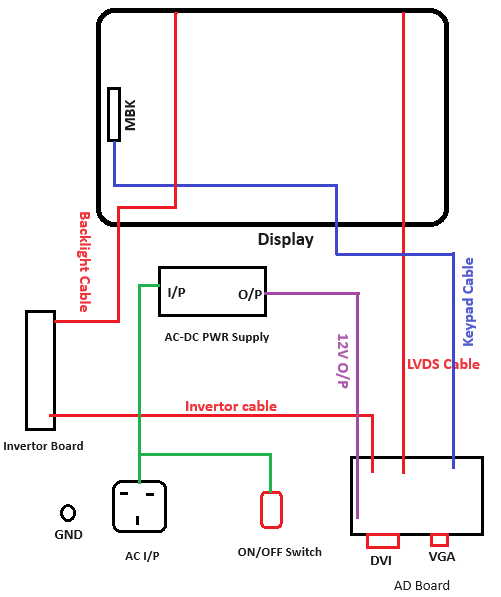 MBK
Display
Backlight Cable
Keypad Cable
I/P
O/P
AC-DC PWR Supply
12V O/P
LVDS Cable
Invertor cable
Invertor Board
GND
AC I/P
ON/OFF Switch
DVI
VGA
AD Board